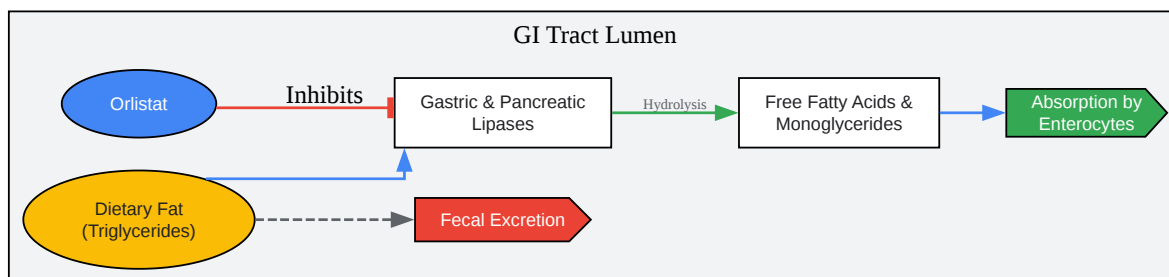 GI Tract Lumen
Orlistat
Inhibits
Gastric & Pancreatic
Lipases
Hydrolysis
Free Fatty Acids &
Monoglycerides
Absorption by
Enterocytes
Dietary Fat
(Triglycerides)
Fecal Excretion